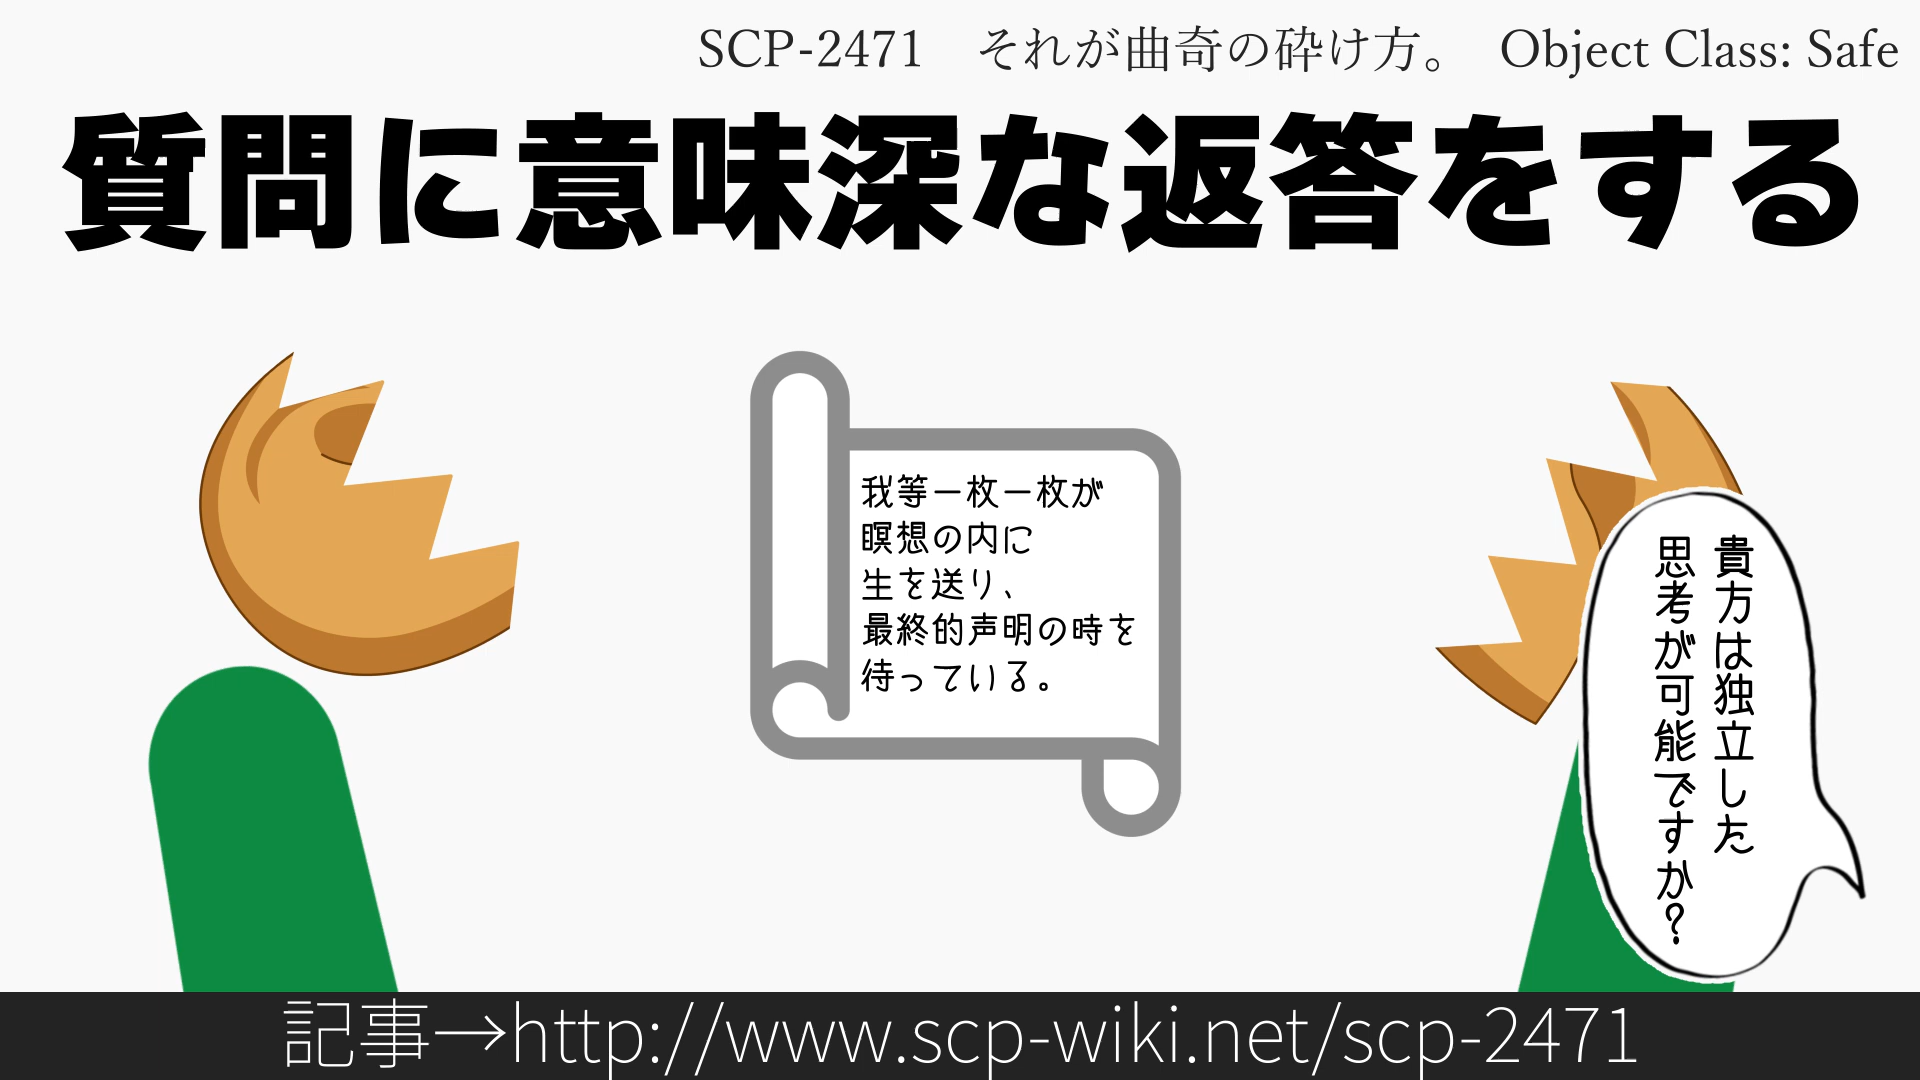 SCP-2471　それが曲奇の砕け方。　Object Class: Safe
質問に意味深な返答をする
我等一枚一枚が
瞑想の内に
生を送り、
最終的声明の時を
待っている。
貴方は独立した
思考が可能ですか?
記事→http://www.scp-wiki.net/scp-2471